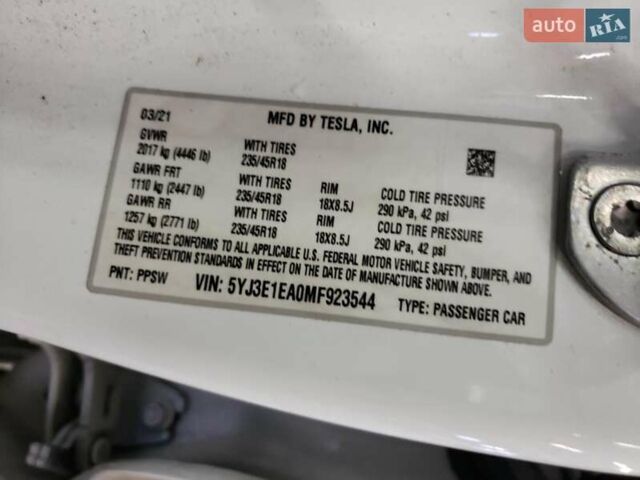 auto RIA .com
03/21
MFD BY TESLA, INC.
GVWR
2017 kg (4446 lb)
WITH TIRES
235/45R18
GAWR FRT
1110 kg (2447 lb)
WITH TIRES
235/45R18
RIM
18X8.5J
COLD TIRE PRESSURE
290 kPa, 42 psi
GAWR RR
1257 kg (2771 lb)
WITH TIRES
235/45R18
RIM
18X8.5J
COLD TIRE PRESSURE
290 kPa, 42 psi
THIS VEHICLE CONFORMS TO ALL APPLICABLE U.S. FEDERAL MOTOR VEHICLE SAFETY, BUMPER, AND
THEFT PREVENTION STANDARDS IN EFFECT ON THE DATE OF MANUFACTURE SHOWN ABOVE.
PNT: PPSW
VIN: 5YJ3E1EA0MF923544
TYPE: PASSENGER CAR